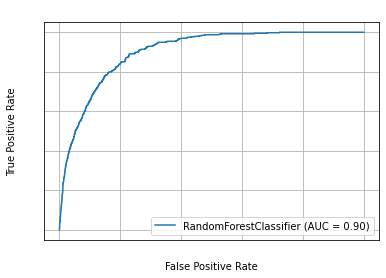 True Positive Rate
RandomForestClassifier (AUC = 0.90)
False Positive Rate